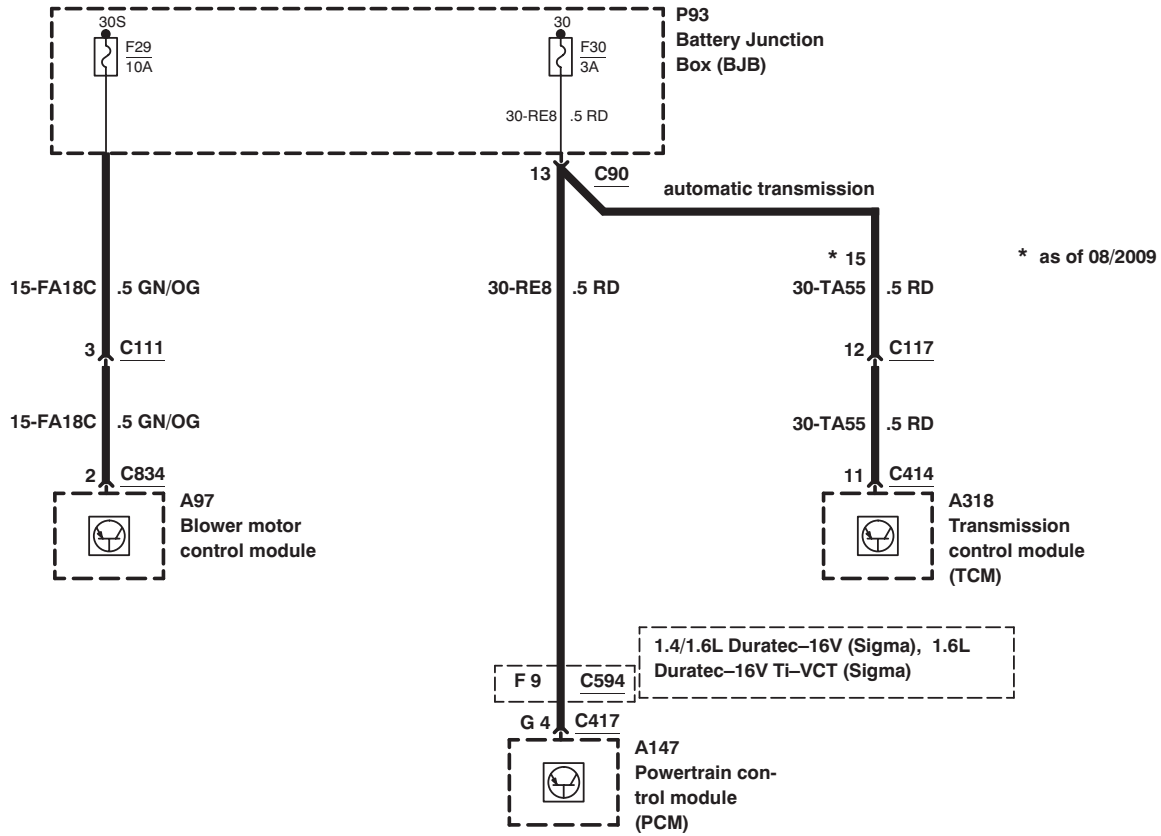 P93
Battery Junction
Box (BJB)
30S
F29
10A
30
F30
3A
30-RE8 .5 RD
13 C90
automatic transmission
* 15
* as of 08/2009
15-FA18C .5 GN/OG
30-RE8 .5 RD
30-TA55 .5 RD
3 C111
12 C117
15-FA18C .5 GN/OG
30-TA55 .5 RD
2 C834
11 C414
A97
Blower motor
control module
A318
Transmission
control module
(TCM)
1.4/1.6L Duratec–16V (Sigma), 1.6L
Duratec–16V Ti–VCT (Sigma)
F 9 C594
G 4 C417
A147
Powertrain con-
trol module
(PCM)